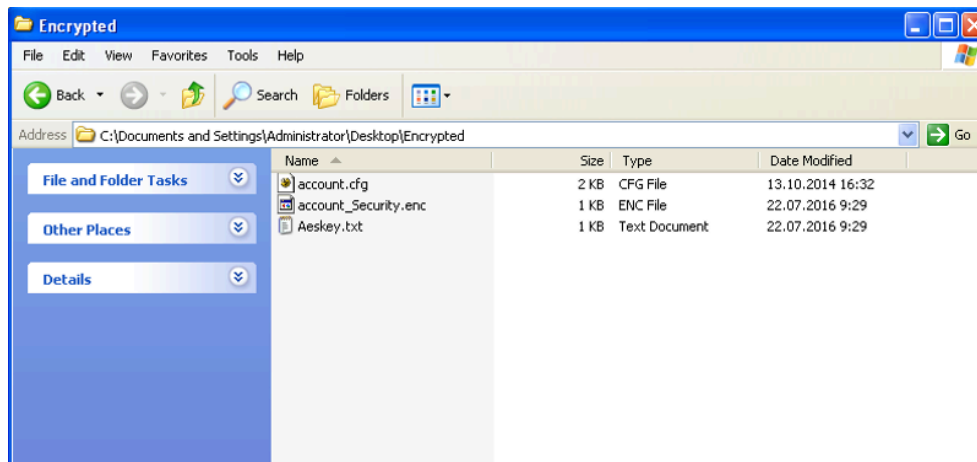 Encrypted
File Edit View Favorites Tools Help
Back Search Folders
Address C:\Documents and Settings\Administrator\Desktop\Encrypted Go
Name Size Type Date Modified
File and Folder Tasks
account.cfg 2 KB CFG File 13.10.2014 16:32
account_Security.enc 1 KB ENC File 22.07.2016 9:29
Other Places
Aeskey.txt 1 KB Text Document 22.07.2016 9:29
Details